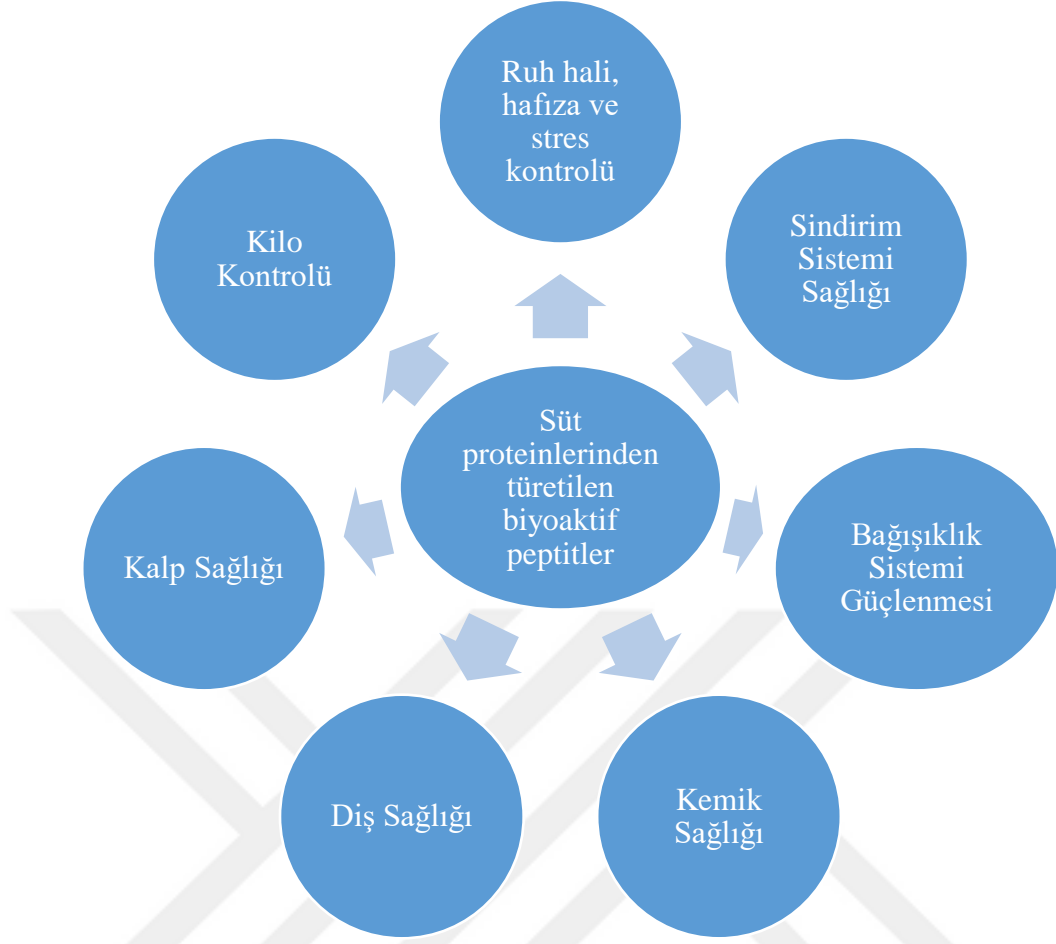 Ruh hali,
hafıza ve
stres
kontrolü
Sindirim
Sistemi
Sağlığı
Kilo
Kontrolü
Süt
proteinlerinden
türetilen
biyoaktif
peptitler
Bağışıklık
Sistemi
Güçlenmesi
Kalp Sağlığı
Kemik
Sağlığı
Diş Sağlığı